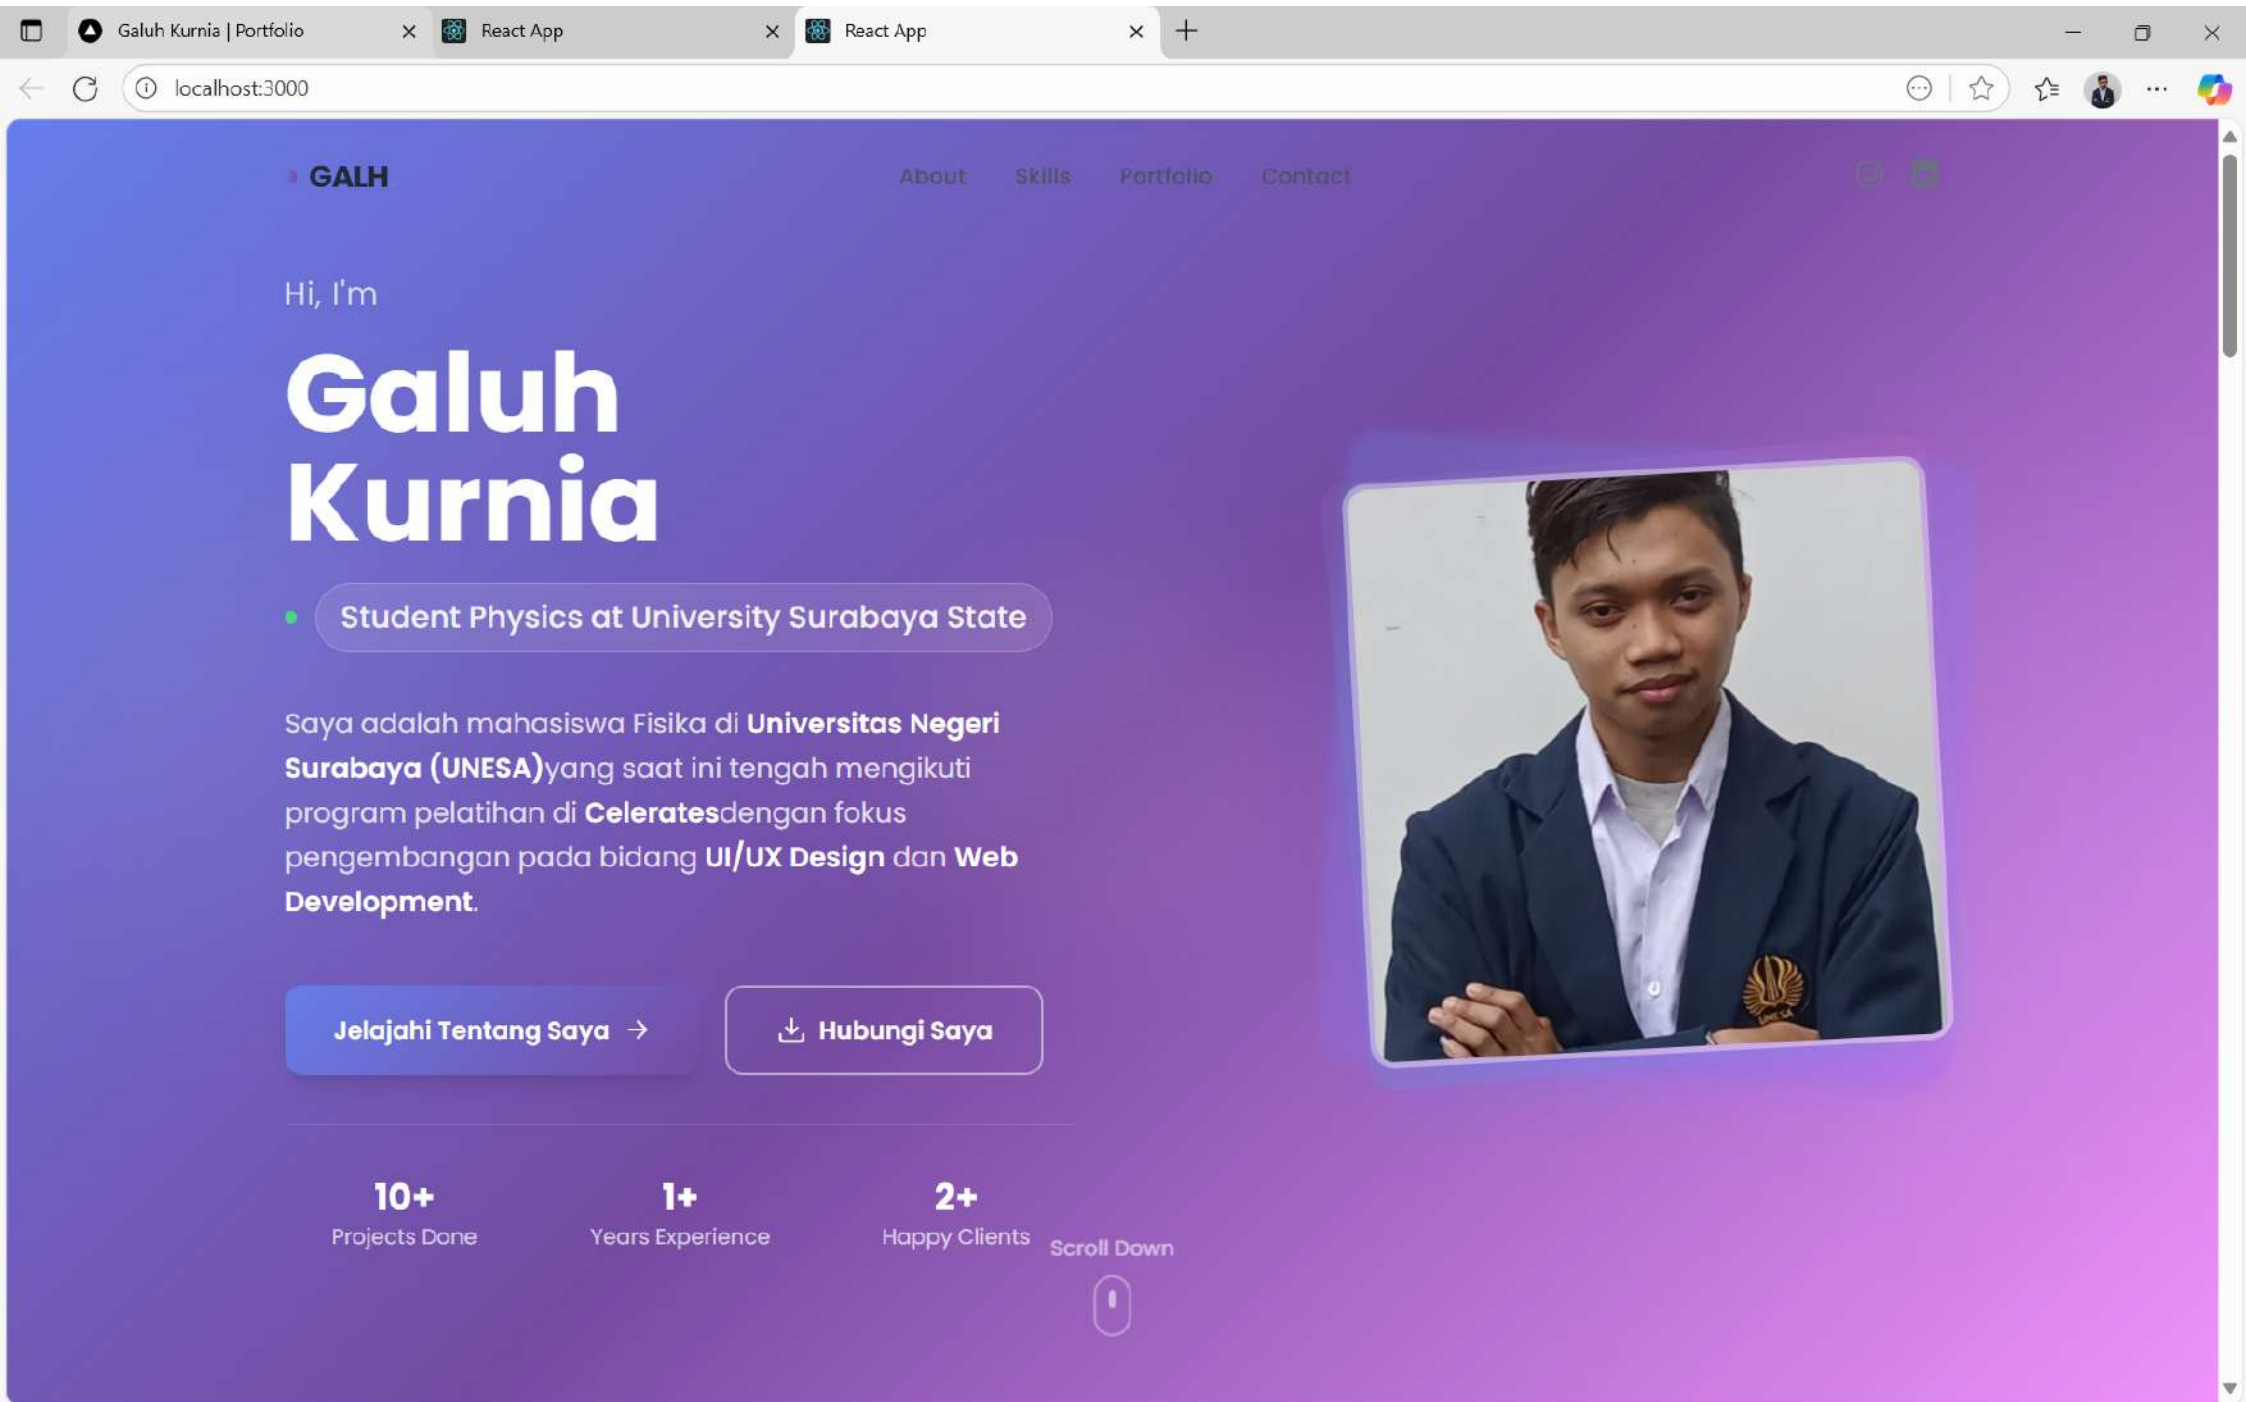 Galuh Kurnia | Portfolio
React App
React App
localhost:3000
GALH
About Skills Portfolio Contact
Hi, I'm
Galuh
Kurnia
Student Physics at University Surabaya State
Saya adalah mahasiswa Fisika di Universitas Negeri
Surabaya (UNESA)yang saat ini tengah mengikuti
program pelatihan di Celeratesdengan fokus
pengembangan pada bidang UI/UX Design dan Web
Development.
Jelajahi Tentang Saya →
Hubungi Saya
10+ 1+ 2+
Projects Done Years Experience Happy Clients
Scroll Down
UNESA